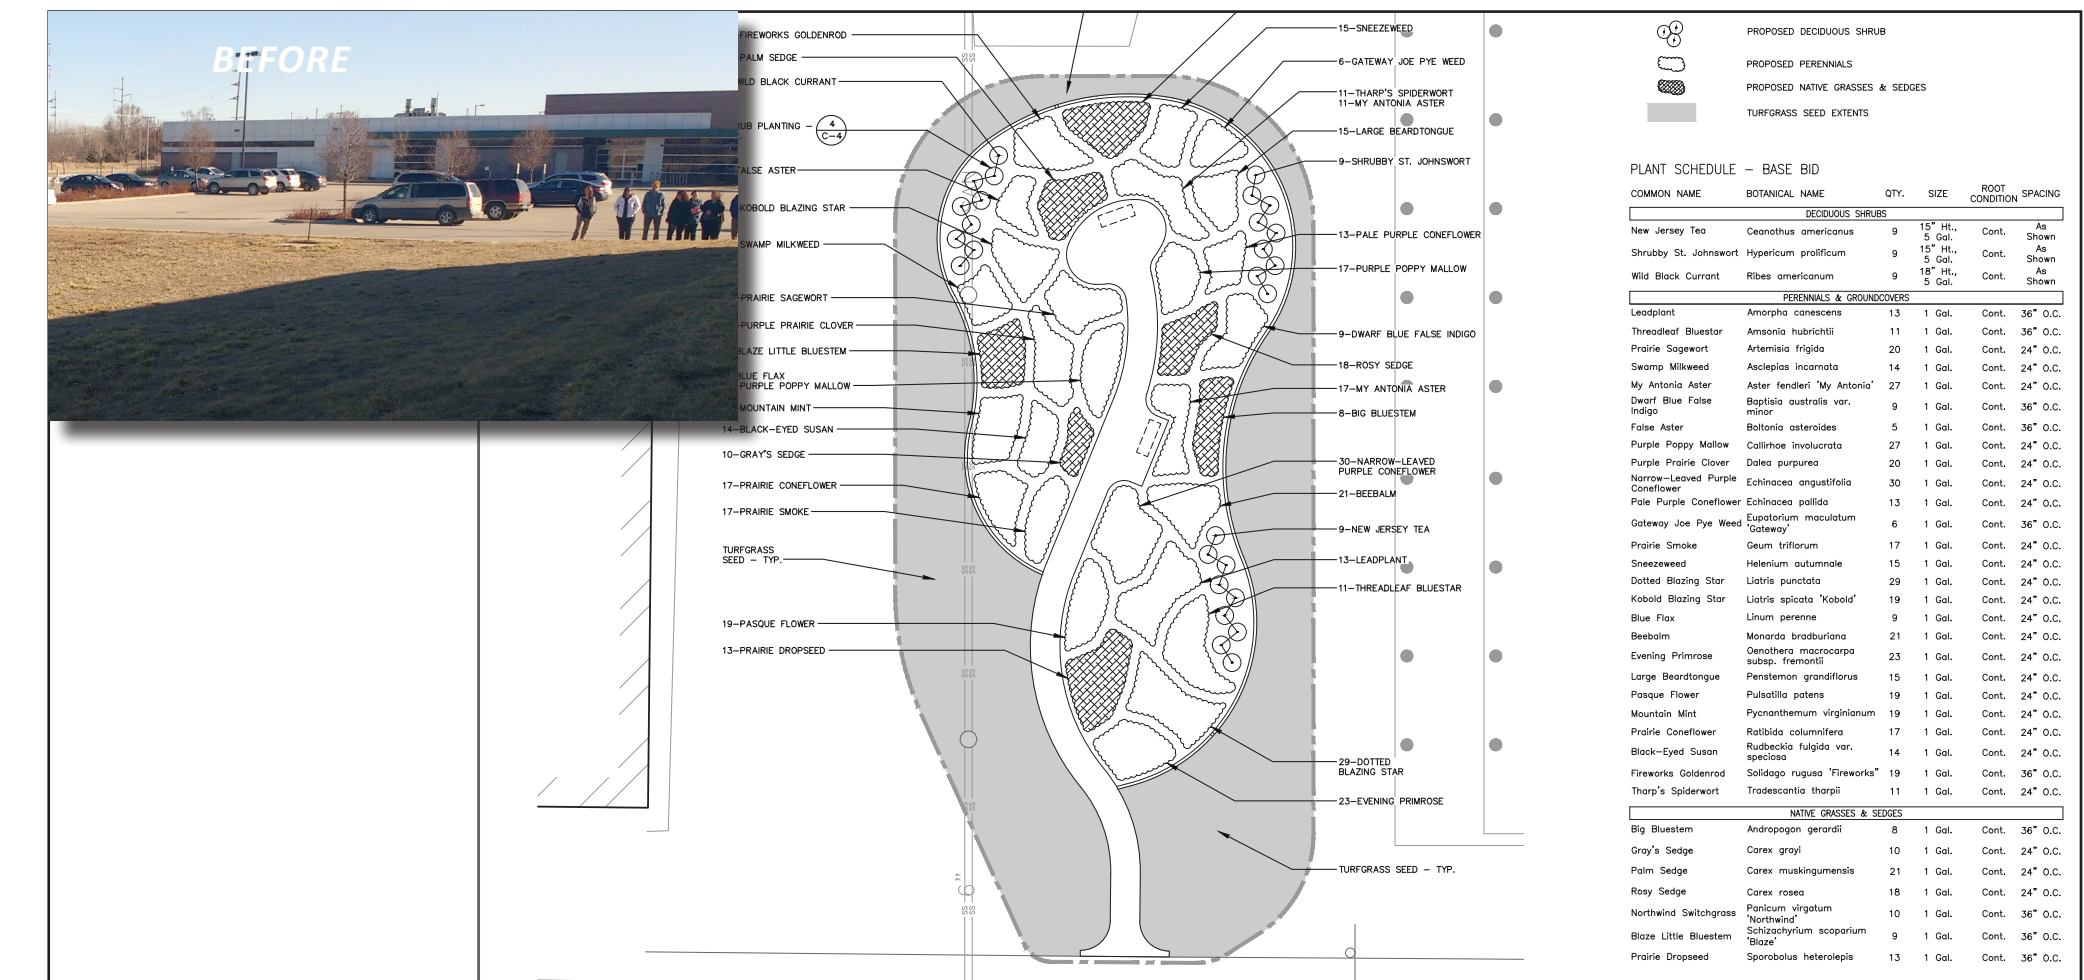 BEFORE
FIREWORKS GOLDENROD
PALM SEDGE
WILD BLACK CURRANT
PLANTING –
4
C-4
FALSE ASTER
KOBOLD BLAZING STAR
SWAMP MILKWEED
PRAIRIE SAGEWORT
PURPLE PRAIRIE CLOVER
BLAZE LITTLE BLUESTEM
BLUE FLAX
PURPLE POPPY MALLOW
MOUNTAIN MINT
14–BLACK–EYED SUSAN
10–GRAY'S SEDGE
17–PRAIRIE CONEFLOWER
17–PRAIRIE SMOKE
TURFGRASS
SEED – TYP.
19–PASQUE FLOWER
13–PRAIRIE DROPSEED
6"
15–SNEEZEWEED
6–GATEWAY JOE PYE WEED
11–THARP'S SPIDERWORT
11–MY ANTONIA ASTER
15–LARGE BEARDTONGUE
9–SHRUBBY ST. JOHNSWORT
13–PALE PURPLE CONEFLOWER
17–PURPLE POPPY MALLOW
9–DWARF BLUE FALSE INDIGO
18–ROSY SEDGE
17–MY ANTONIA ASTER
8–BIG BLUESTEM
30–NARROW–LEAVED
PURPLE CONEFLOWER
21–BEEBALM
9–NEW JERSEY TEA
13–LEADPLANT
11–THREADLEAF BLUESTAR
29–DOTTED
BLAZING STAR
23–EVENING PRIMROSE
TURFGRASS SEED – TYP.
PROPOSED DECIDUOUS SHRUB
PROPOSED PERENNIALS
PROPOSED NATIVE GRASSES & SEDGES
TURFGRASS SEED EXTENTS
PLANT SCHEDULE – BASE BID
COMMON NAME BOTANICAL NAME QTY. SIZE ROOT CONDITION SPACING
DECIDUOUS SHRUBS
New Jersey Tea Ceanothus americanus 9 15" Ht., 5 Gal. Cont. As Shown
Shrubby St. Johnswort Hypericum prolificum 9 15" Ht., 5 Gal. Cont. As Shown
Wild Black Currant Ribes americanum 9 18" Ht., 5 Gal. Cont. As Shown
PERENNIALS & GROUNDCOVERS
Leadplant Amorpha canescens 13 1 Gal. Cont. 36" O.C.
Threadleaf Bluestar Amsonia hubrichtii 11 1 Gal. Cont. 36" O.C.
Prairie Sagewort Artemisia frigida 20 1 Gal. Cont. 24" O.C.
Swamp Milkweed Asclepias incarnata 14 1 Gal. Cont. 24" O.C.
My Antonia Aster Aster fendleri 'My Antonia' 27 1 Gal. Cont. 24" O.C.
Dwarf Blue False Indigo Baptisia australis var. minor 9 1 Gal. Cont. 36" O.C.
False Aster Boltonia asteroides 5 1 Gal. Cont. 36" O.C.
Purple Poppy Mallow Callirhoe involucrata 27 1 Gal. Cont. 24" O.C.
Purple Prairie Clover Dalea purpurea 20 1 Gal. Cont. 24" O.C.
Narrow–Leaved Purple Coneflower Echinacea angustifolia 30 1 Gal. Cont. 24" O.C.
Pale Purple Coneflower Echinacea pallida 13 1 Gal. Cont. 24" O.C.
Gateway Joe Pye Weed Eupatorium maculatum 'Gateway' 6 1 Gal. Cont. 36" O.C.
Prairie Smoke Geum triflorum 17 1 Gal. Cont. 24" O.C.
Sneezeweed Helenium autumnale 15 1 Gal. Cont. 24" O.C.
Dotted Blazing Star Liatris punctata 29 1 Gal. Cont. 24" O.C.
Kobold Blazing Star Liatris spicata 'Kobold' 19 1 Gal. Cont. 24" O.C.
Blue Flax Linum perenne 9 1 Gal. Cont. 24" O.C.
Beebalm Monarda bradburiana 21 1 Gal. Cont. 24" O.C.
Evening Primrose Oenothera macrocarpa subsp. fremontii 23 1 Gal. Cont. 24" O.C.
Large Beardtongue Penstemon grandiflorus 15 1 Gal. Cont. 24" O.C.
Pasque Flower Pulsatilla patens 19 1 Gal. Cont. 24" O.C.
Mountain Mint Pycnanthemum virginianum 19 1 Gal. Cont. 24" O.C.
Prairie Coneflower Ratibida columnifera 17 1 Gal. Cont. 24" O.C.
Black–Eyed Susan Rudbeckia fulgida var. speciosa 14 1 Gal. Cont. 24" O.C.
Fireworks Goldenrod Solidago rugusa 'Fireworks" 19 1 Gal. Cont. 36" O.C.
Tharp's Spiderwort Tradescantia tharpii 11 1 Gal. Cont. 24" O.C.
NATIVE GRASSES & SEDGES
Big Bluestem Andropogon gerardii 8 1 Gal. Cont. 36" O.C.
Gray's Sedge Carex grayi 10 1 Gal. Cont. 24" O.C.
Palm Sedge Carex muskingumensis 21 1 Gal. Cont. 24" O.C.
Rosy Sedge Carex rosea 18 1 Gal. Cont. 24" O.C.
Northwind Switchgrass Panicum virgatum 'Northwind' 10 1 Gal. Cont. 36" O.C.
Blaze Little Bluestem Schizachyrium scoparium 'Blaze' 9 1 Gal. Cont. 36" O.C.
Prairie Dropseed Sporobolus heterolepis 13 1 Gal. Cont. 36" O.C.